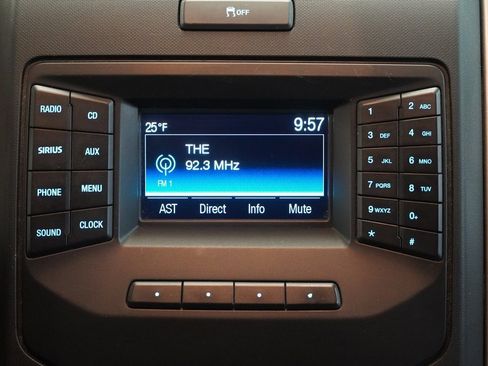 OFF
RADIO CD
SIRIUS AUX
PHONE MENU
SOUND CLOCK
25°F 9:57
THE
92.3 MHz
FM 1
AST Direct Info Mute
1 2 ABC
3 DEF 4 GHI
5 JKL 6 MNO
7 PQRS 8 TUV
9 WXYZ 0+
* #